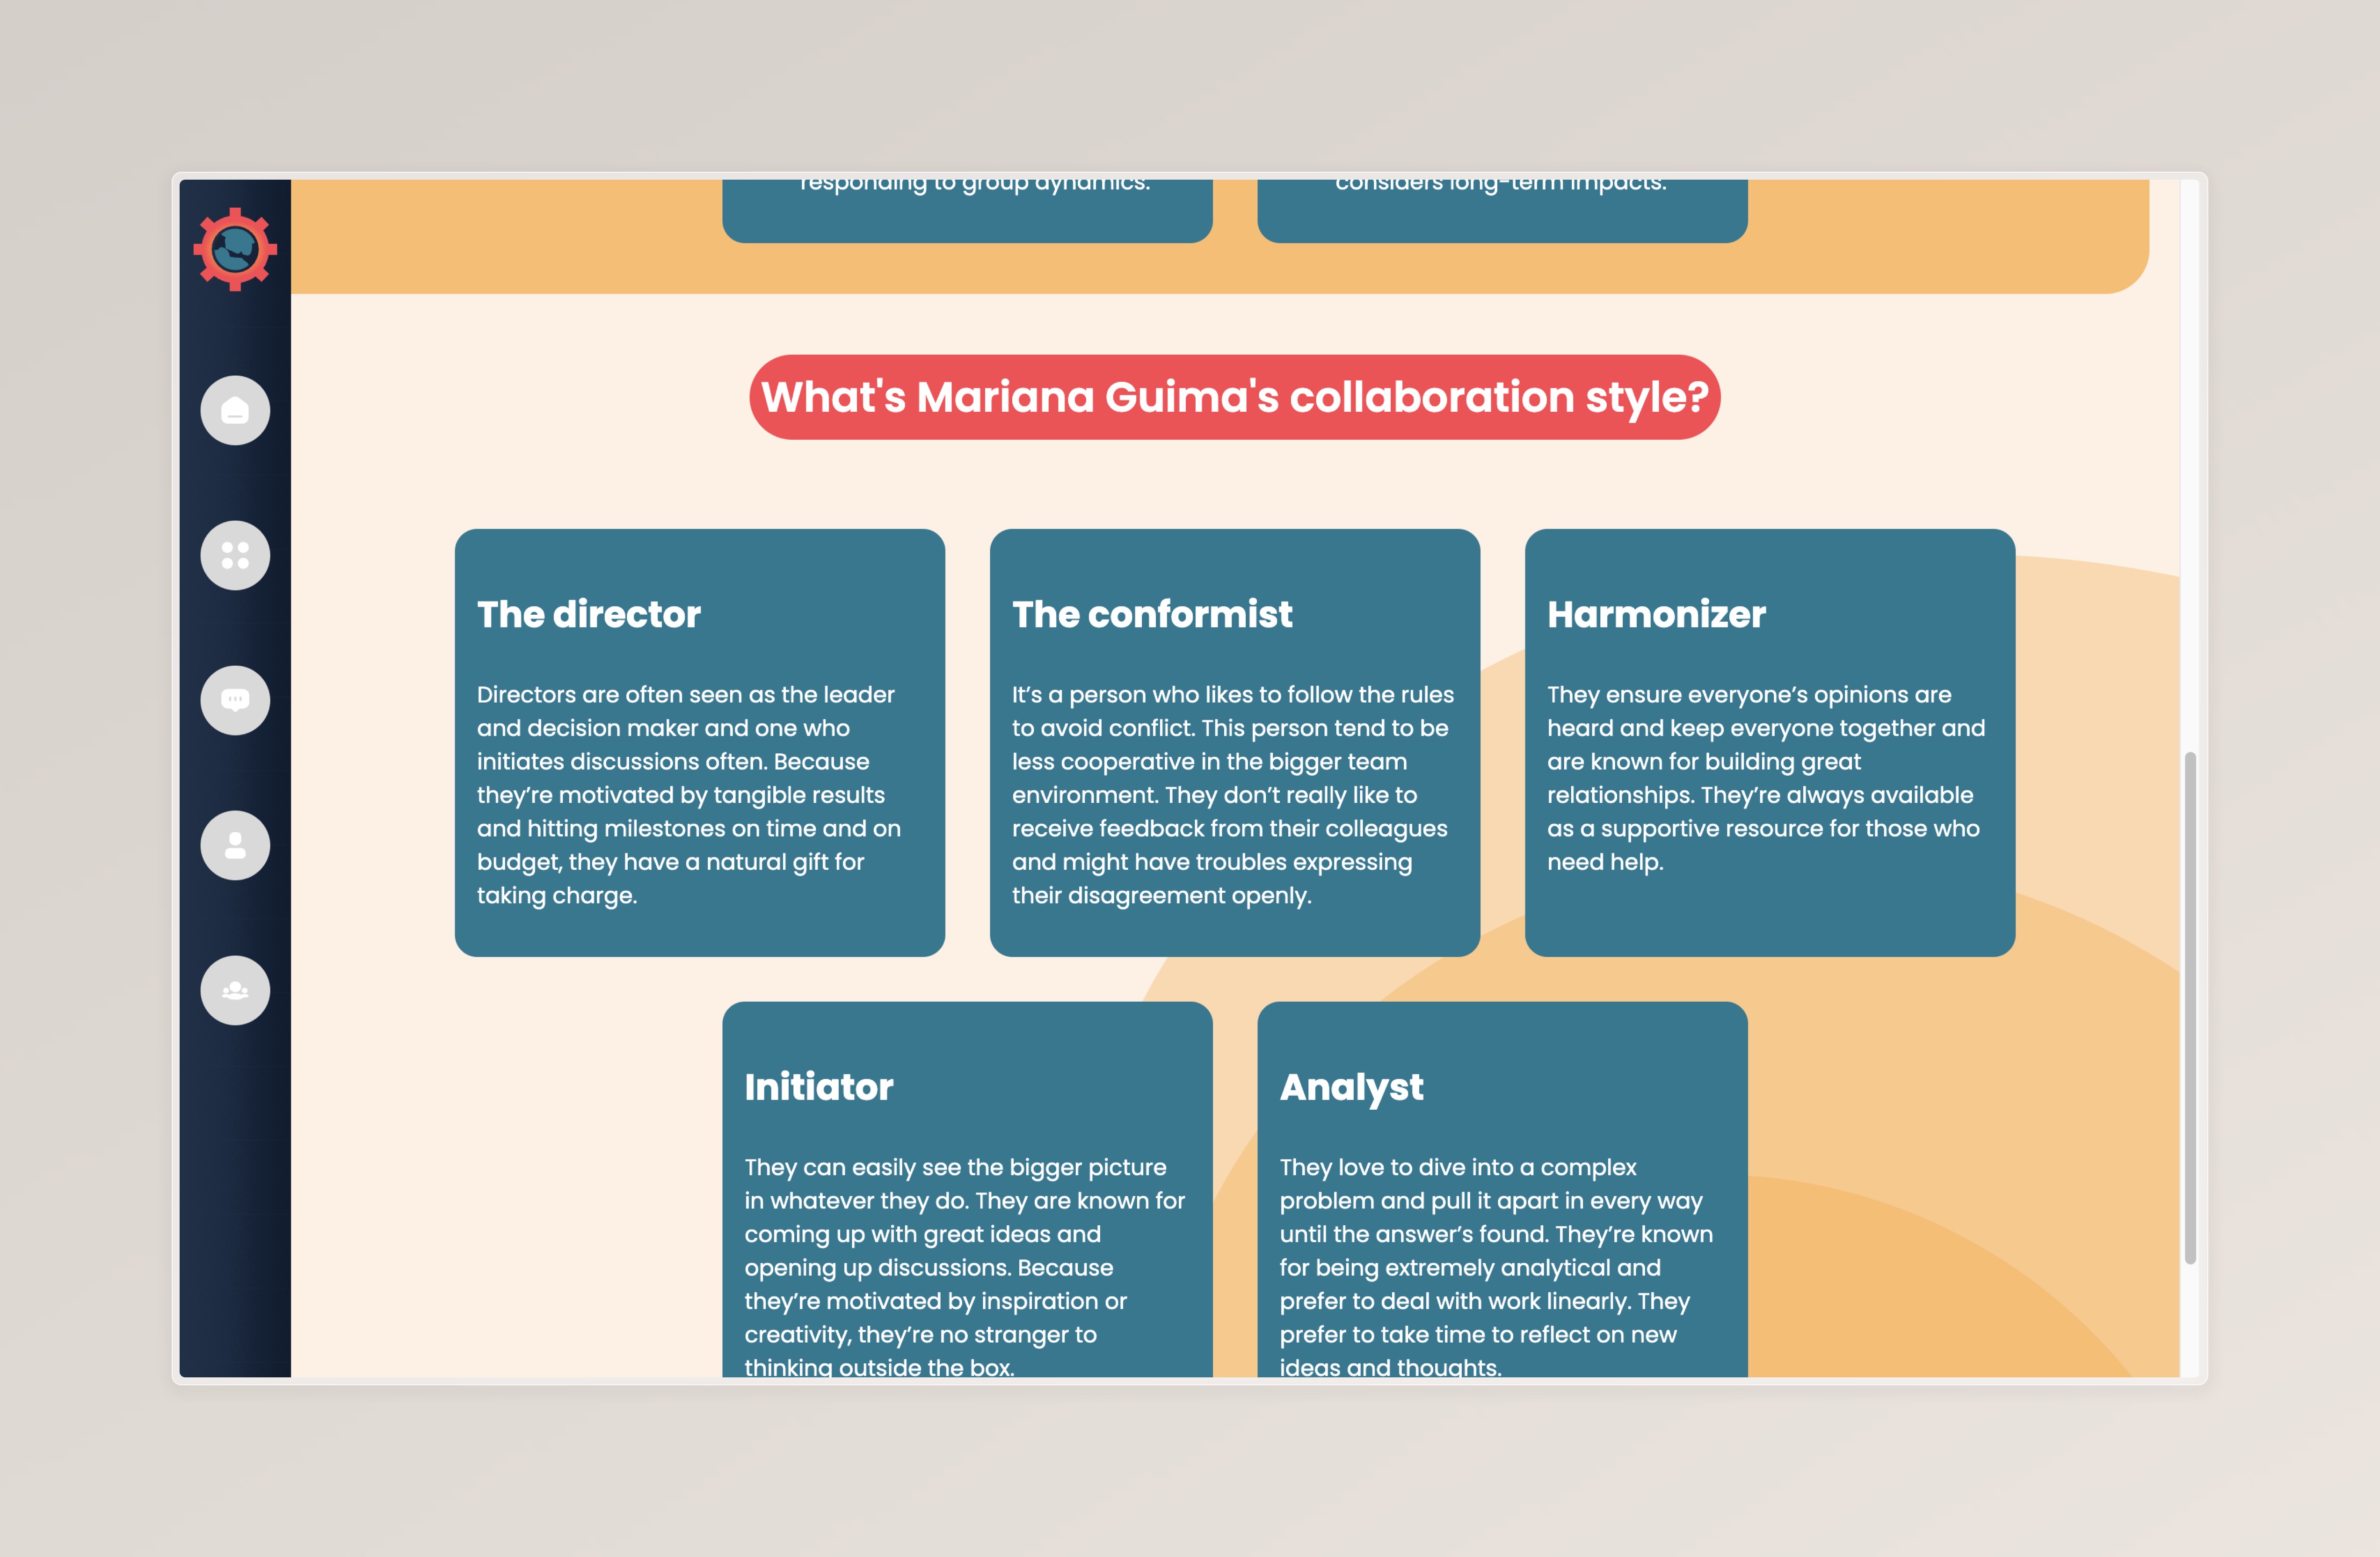 responding to group dynamics.
considers long-term impacts.
What's Mariana Guima's collaboration style?
The director
Directors are often seen as the leader
and decision maker and one who
initiates discussions often. Because
they’re motivated by tangible results
and hitting milestones on time and on
budget, they have a natural gift for
taking charge.
The conformist
It’s a person who likes to follow the rules
to avoid conflict. This person tend to be
less cooperative in the bigger team
environment. They don’t really like to
receive feedback from their colleagues
and might have troubles expressing
their disagreement openly.
Harmonizer
They ensure everyone’s opinions are
heard and keep everyone together and
are known for building great
relationships. They’re always available
as a supportive resource for those who
need help.
Initiator
They can easily see the bigger picture
in whatever they do. They are known for
coming up with great ideas and
opening up discussions. Because
they’re motivated by inspiration or
creativity, they’re no stranger to
thinking outside the box.
Analyst
They love to dive into a complex
problem and pull it apart in every way
until the answer’s found. They’re known
for being extremely analytical and
prefer to deal with work linearly. They
prefer to take time to reflect on new
ideas and thoughts.